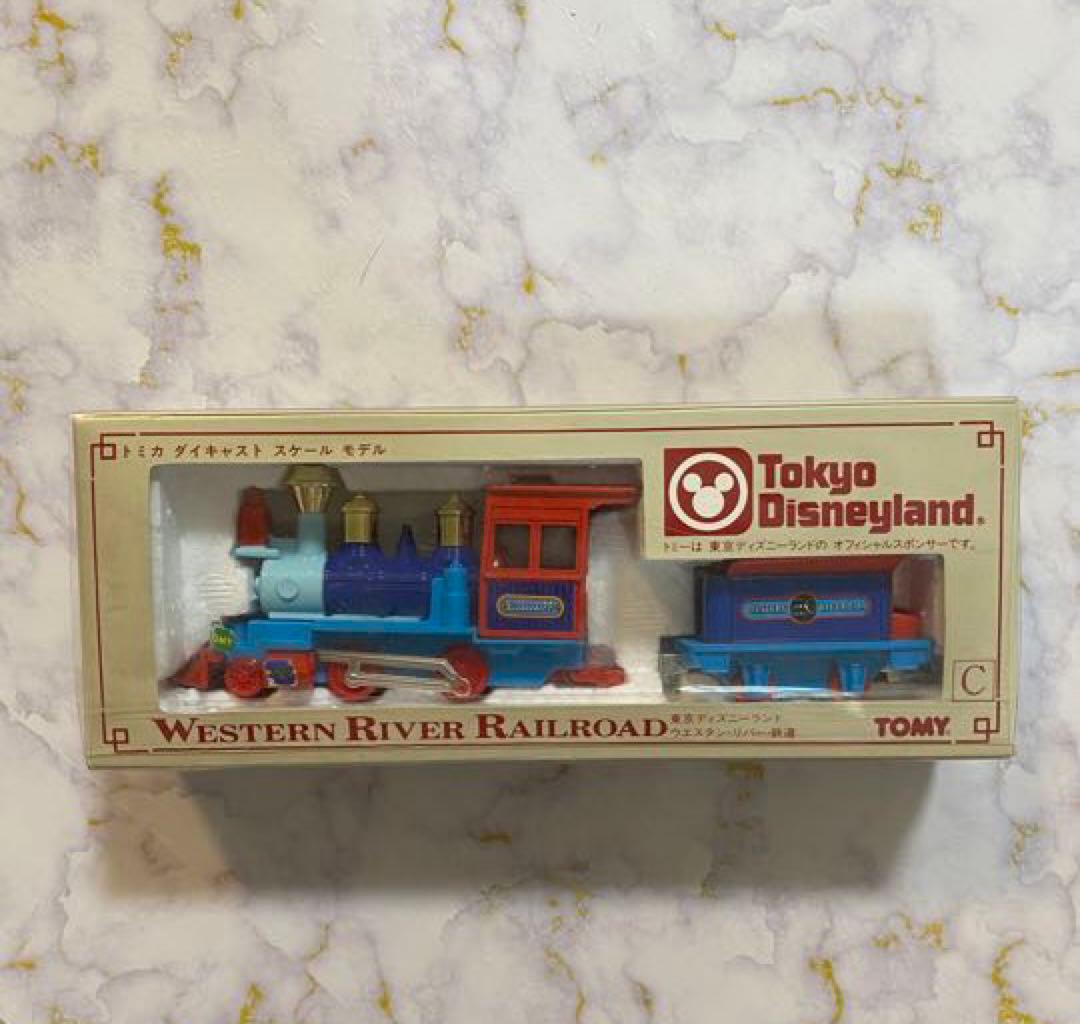 トミカ ダイキャスト スケール モデル
Tokyo
Disneyland®
トミーは 東京ディズニーランドの オフィシャルスポンサーです。
C
WESTERN RIVER RAILROAD
東京ディズニーランド
ウエスタン・リバー・鉄道
TOMY